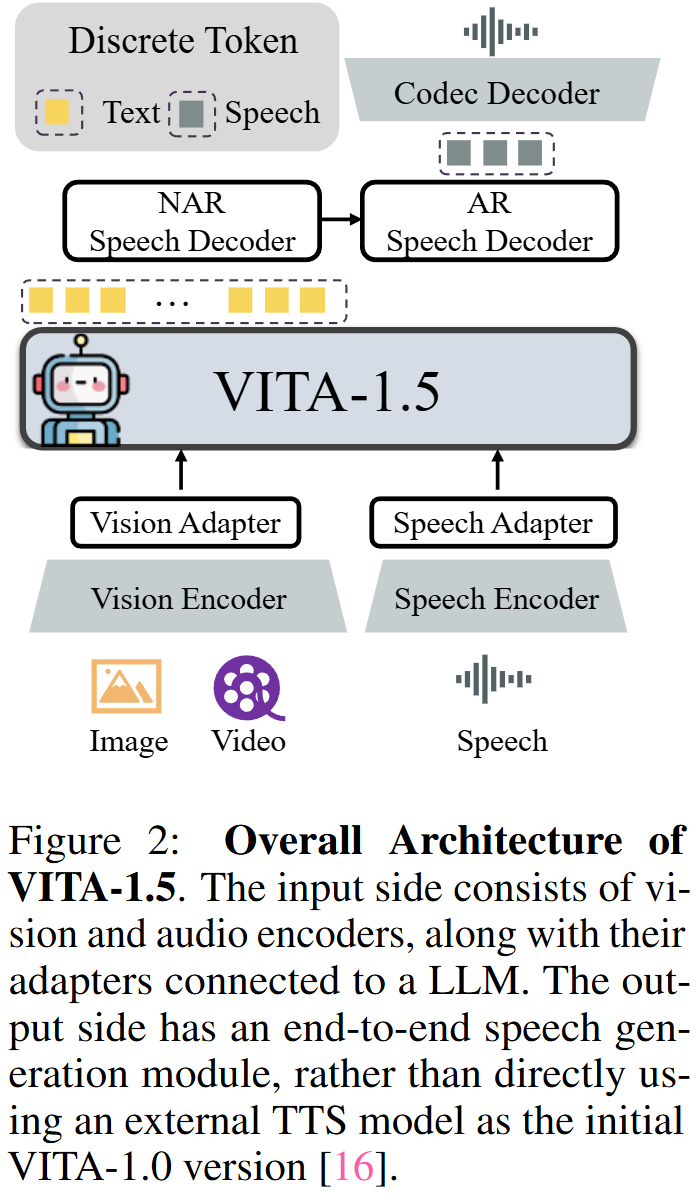 Discrete Token
Text
Speech
Codec Decoder
NAR
Speech Decoder
AR
Speech Decoder
...
VITA-1.5
Vision Adapter
Speech Adapter
Vision Encoder
Speech Encoder
Image
Video
Speech
Figure 2: Overall Architecture of
VITA-1.5. The input side consists of vi-
sion and audio encoders, along with their
adapters connected to a LLM. The out-
put side has an end-to-end speech gen-
eration module, rather than directly us-
ing an external TTS model as the initial
VITA-1.0 version [16].